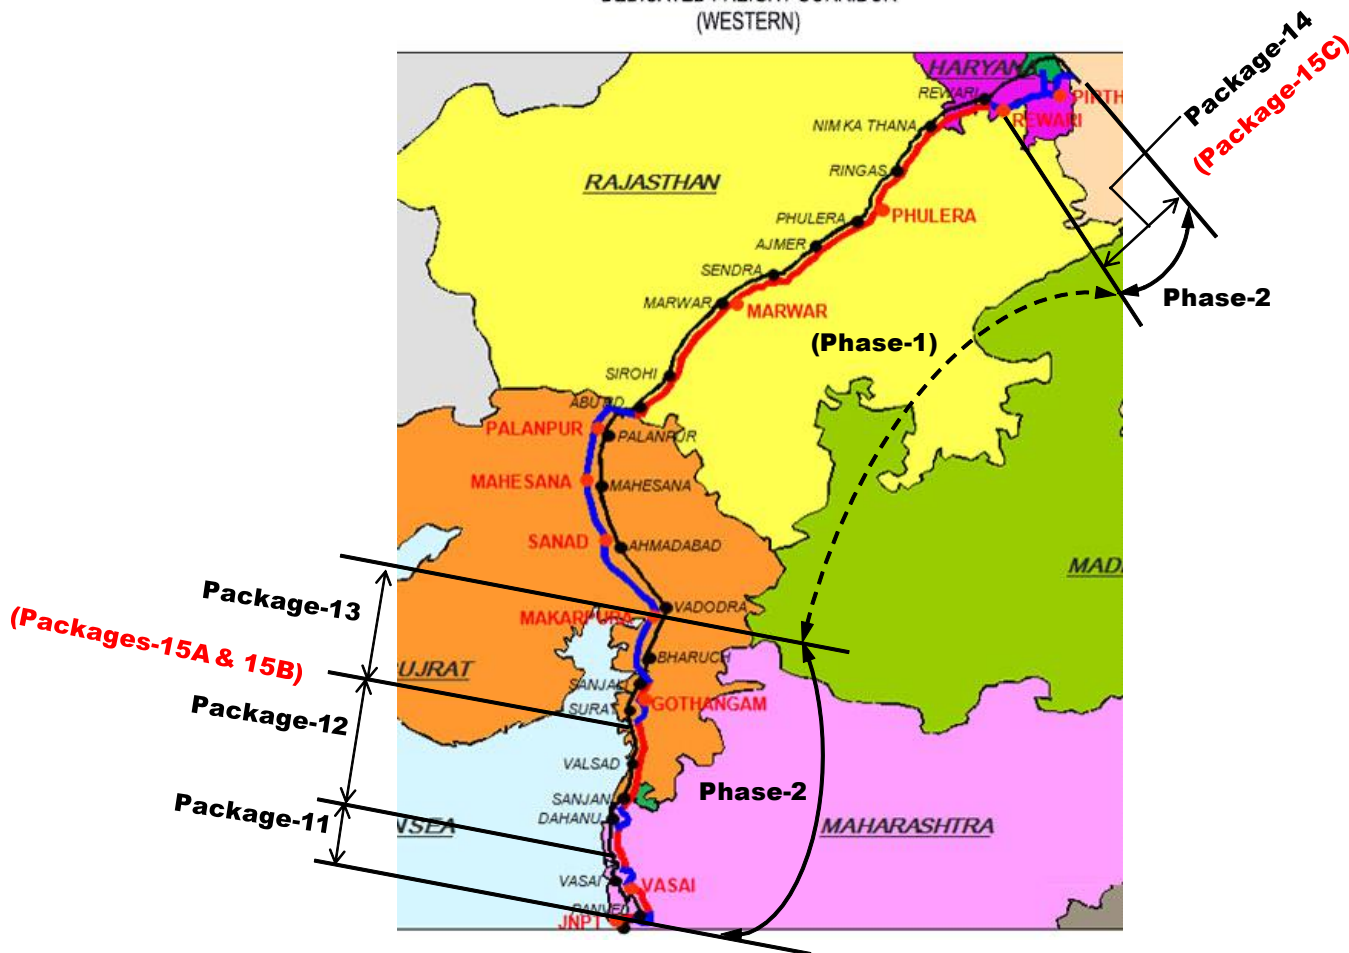 (WESTERN)
Package-14
(Package-15C)
HARYANA
REWARI
PIRTH
REWARI
NIMKA THANA
RINGAS
RAJASTHAN
PHULERA
PHULERA
AJMER
SENDRA
MARWAR
MARWAR
Phase-2
(Phase-1)
SIROHI
ABU RD
PALANPUR
PALANPUR
MAHESANA
MAHESANA
SANAD
AHMADABAD
MAD
Package-13
VADODRA
MAKARPURA
(Packages-15A & 15B)
BHARUCH
UJRAT
SANJALI
GOTHANGAM
SURAT
Package-12
VALSAD
Phase-2
SANJAN
Package-11
DAHANU
NSEA
MAHARASHTRA
VASAI
VASAI
PANVEL
JNPT